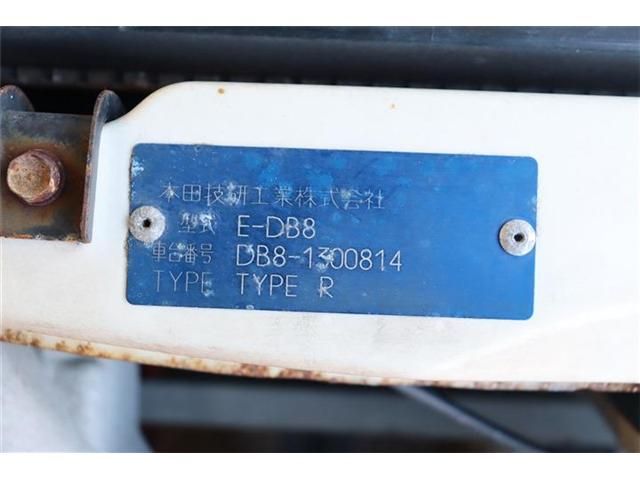 本田技研工業株式会社
型式 E-DB8
車台番号 DB8-1300814
TYPE TYPE R